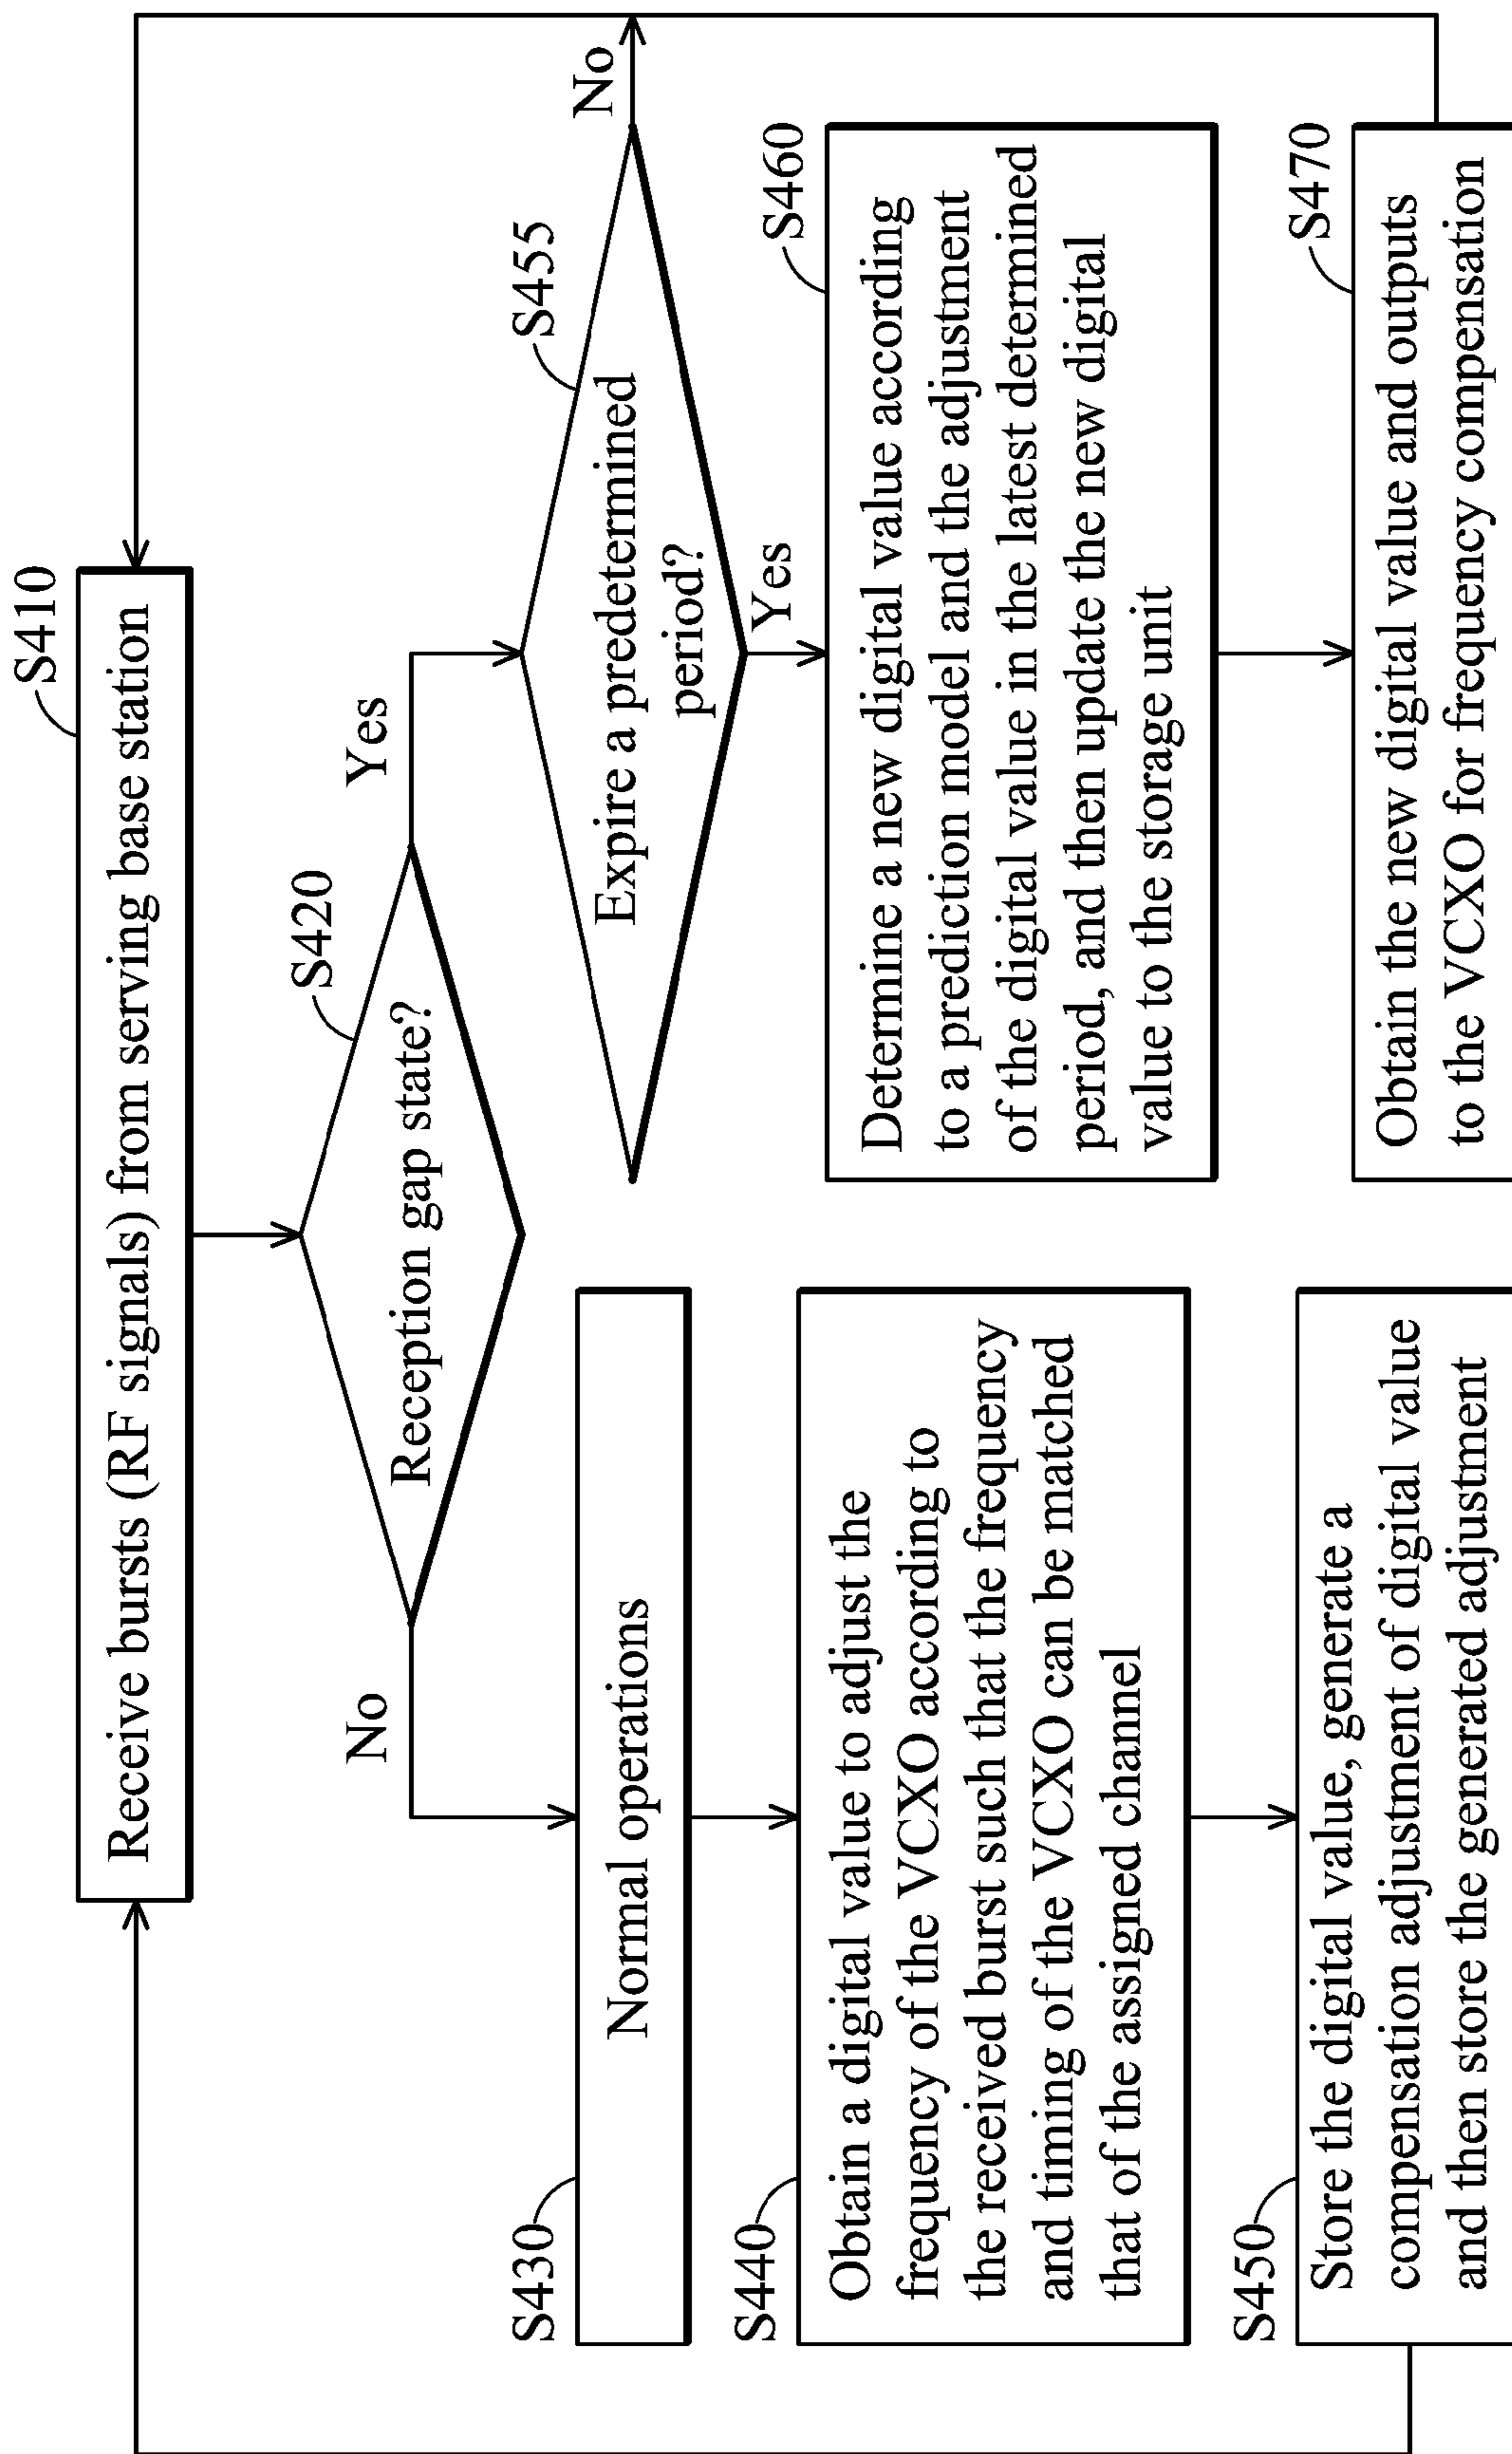 S410
Receive bursts (RF signals) from serving base station
S420
Reception gap state?
No
Yes
S430
Normal operations
S440
Obtain a digital value to adjust the
frequency of the VCXO according to
the received burst such that the frequency
and timing of the VCXO can be matched
that of the assigned channel
S450
Store the digital value, generate a
compensation adjustment of digital value
and then store the generated adjustment
S455
Expire a predetermined
period?
No
Yes
S460
Determine a new digital value according
to a prediction model and the adjustment
of the digital value in the latest determined
period, and then update the new digital
value to the storage unit
S470
Obtain the new digital value and outputs
to the VCXO for frequency compensation